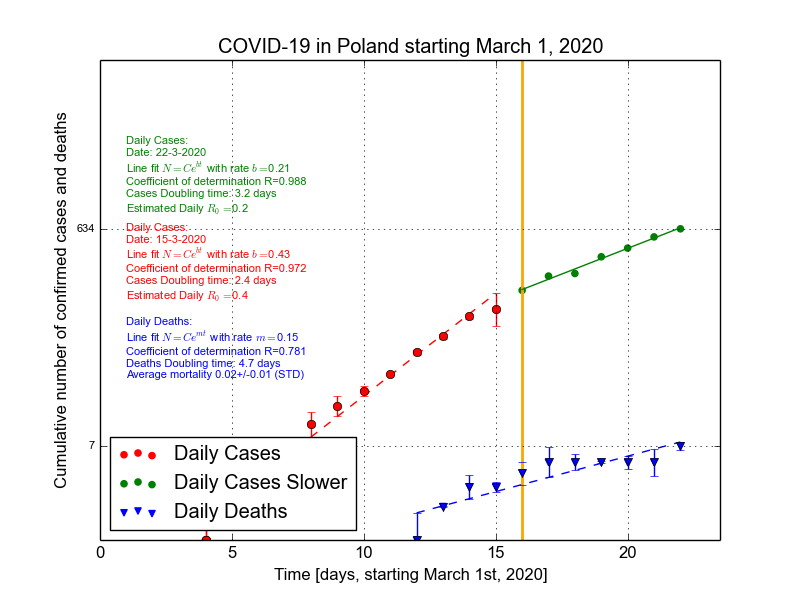 COVID-19 in Poland starting March 1, 2020
Cumulative number of confirmed cases and deaths
634
7
Daily Cases:
Date: 22-3-2020
Line fit N = Ce^{bt} with rate b =0.21
Coefficient of determination R=0.988
Cases Doubling time: 3.2 days
Estimated Daily R_0 =0.2
Daily Cases:
Date: 15-3-2020
Line fit N = Ce^{bt} with rate b =0.43
Coefficient of determination R=0.972
Cases Doubling time: 2.4 days
Estimated Daily R_0 =0.4
Daily Deaths:
Line fit N = Ce^{mt} with rate m =0.15
Coefficient of determination R=0.781
Deaths Doubling time: 4.7 days
Average mortality 0.02+/-0.01 (STD)
Daily Cases
Daily Cases Slower
Daily Deaths
0 5 10 15 20
Time [days, starting March 1st, 2020]